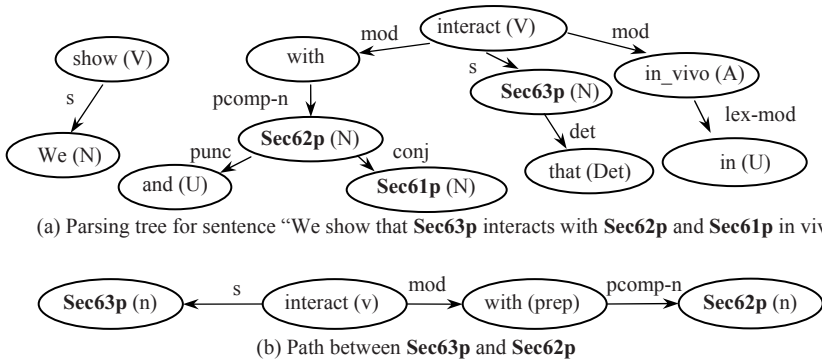 interact (V)
mod
mod
show (V)
with
s
in_vivo (A)
s
Sec63p (N)
pcomp-n
lex-mod
det
Sec62p (N)
punc
conj
We (N)
that (Det)
in (U)
and (U)
Sec61p (N)
(a) Parsing tree for sentence “We show that Sec63p interacts with Sec62p and Sec61p in viv
s
mod
pcomp-n
Sec63p (n)
interact (v)
with (prep)
Sec62p (n)
(b) Path between Sec63p and Sec62p